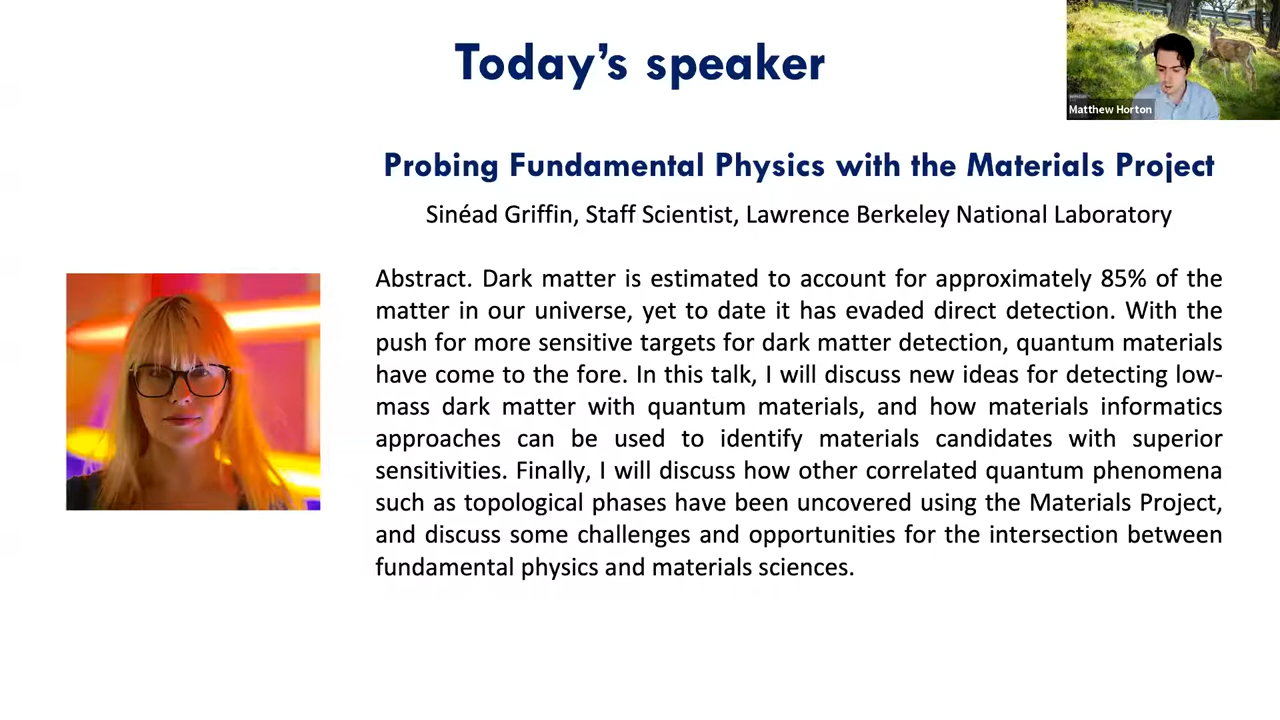 Today’s speaker
Matthew Horton
Probing Fundamental Physics with the Materials Project
Sinéad Griffin, Staff Scientist, Lawrence Berkeley National Laboratory
Abstract. Dark matter is estimated to account for approximately 85% of the
matter in our universe, yet to date it has evaded direct detection. With the
push for more sensitive targets for dark matter detection, quantum materials
have come to the fore. In this talk, I will discuss new ideas for detecting low-
mass dark matter with quantum materials, and how materials informatics
approaches can be used to identify materials candidates with superior
sensitivities. Finally, I will discuss how other correlated quantum phenomena
such as topological phases have been uncovered using the Materials Project,
and discuss some challenges and opportunities for the intersection between
fundamental physics and materials sciences.